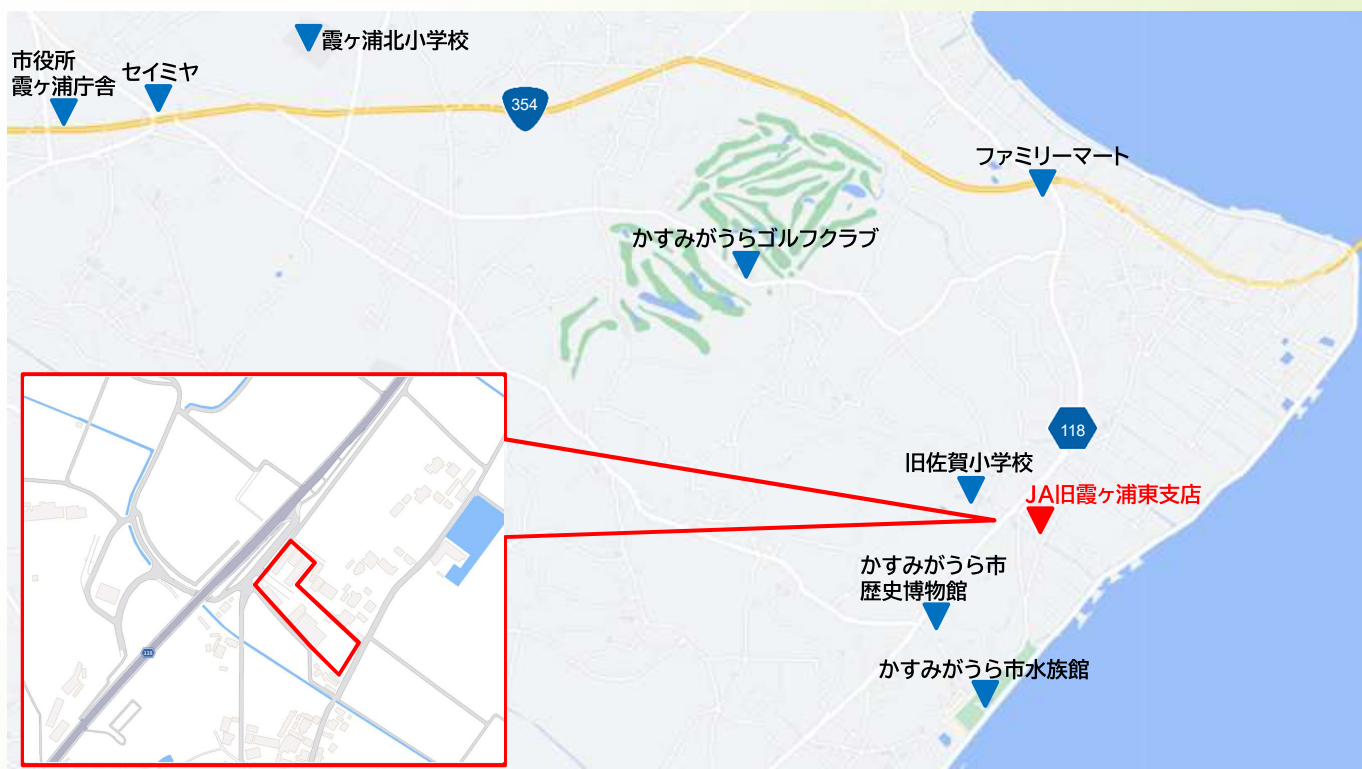 霞ヶ浦北小学校
市役所
霞ヶ浦庁舎
セイミヤ
354
ファミリーマート
かすみがうらゴルフクラブ
118
旧佐賀小学校
JA旧霞ヶ浦東支店
かすみがうら市
歴史博物館
118
かすみがうら市水族館